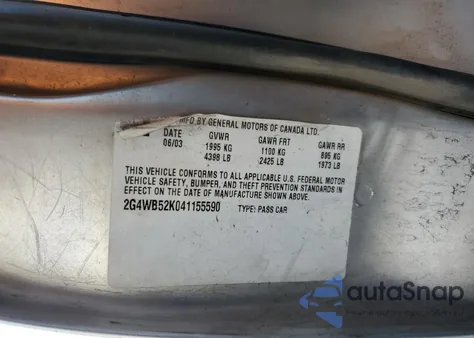 MFD BY GENERAL MOTORS OF CANADA LTD.
DATE GVWR GAWR FRT GAWR RR
06/03 1995 KG 1100 KG 895 KG
4398 LB 2425 LB 1973 LB
THIS VEHICLE CONFORMS TO ALL APPLICABLE U.S. FEDERAL MOTOR
VEHICLE SAFETY, BUMPER, AND THEFT PREVENTION STANDARDS IN
EFFECT ON THE DATE OF MANUFACTURE SHOWN ABOVE.
2G4WB52K041155590 TYPE: PASS CAR
autoSnap